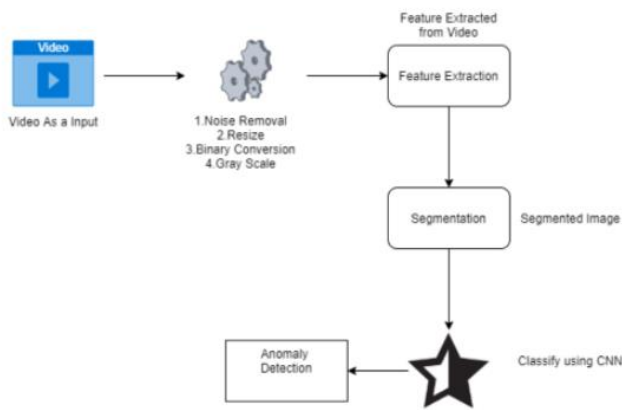 Video
Video As a Input
1.Noise Removal
2.Resize
3.Binary Conversion
4.Gray Scale
Feature Extracted
from Video
Feature Extraction
Segmentation
Segmented Image
Classify using CNN
Anomaly
Detection